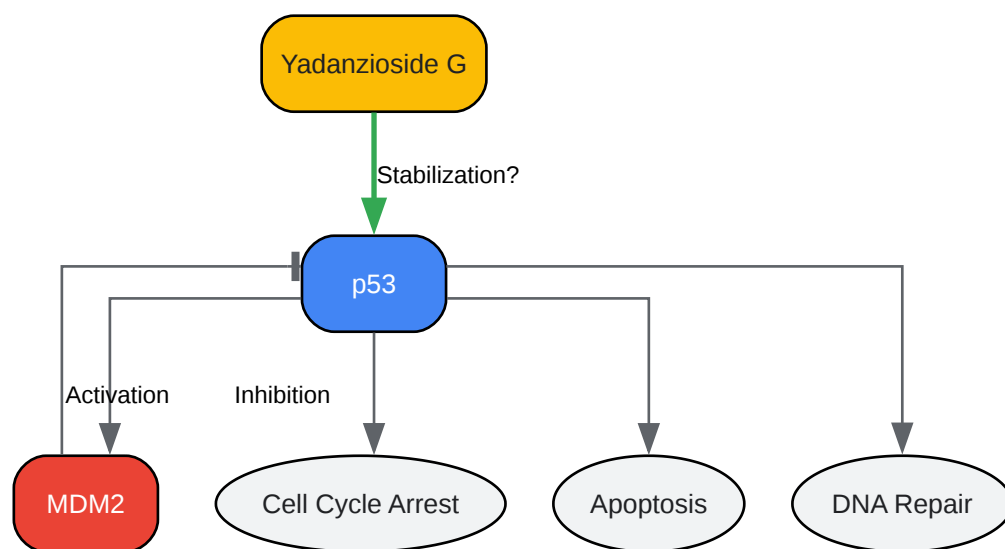 Yadanzioside G
Stabilization?
p53
Activation
Inhibition
MDM2
Cell Cycle Arrest
Apoptosis
DNA Repair